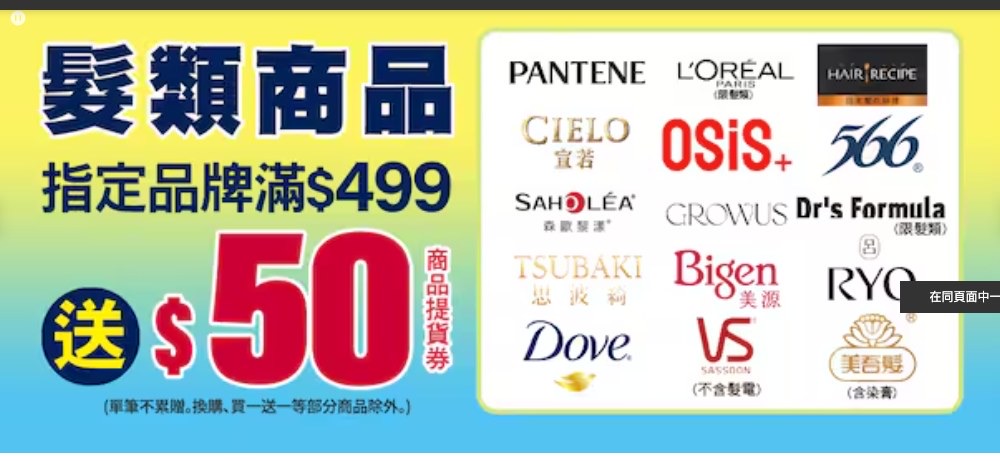 髮類商品
指定品牌滿$499
送
$50
商品提貨券
(單筆不累贈。換購、買一送一等部分商品除外。)
PANTENE
L'ORÉAL
PARIS
(限髮類)
HAIR RECIPE
CIELO
宣若
OSiS+
566®
SAHOLÉA®
森歐黎漾®
GROWUS
Dr's Formula
(限髮類)
TSUBAKI
思波綺
Bigen
美源
呂
RYO
在同頁面中一
Dove®
VS
SASSOON
(不含髮電)
美吾髮®
(含染膏)